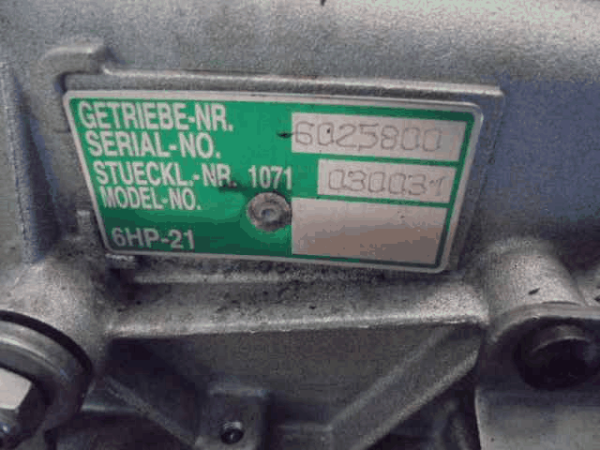 GETRIEBE-NR.
SERIAL-NO. 6025800
STUECKL.-NR. 1071 030031
MODEL-NO.
6HP-21